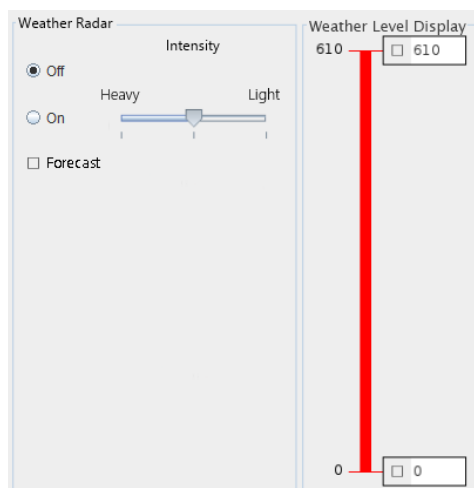 Weather Radar
Intensity
Off
Heavy Light
On
Forecast
Weather Level Display
610 610
0 0